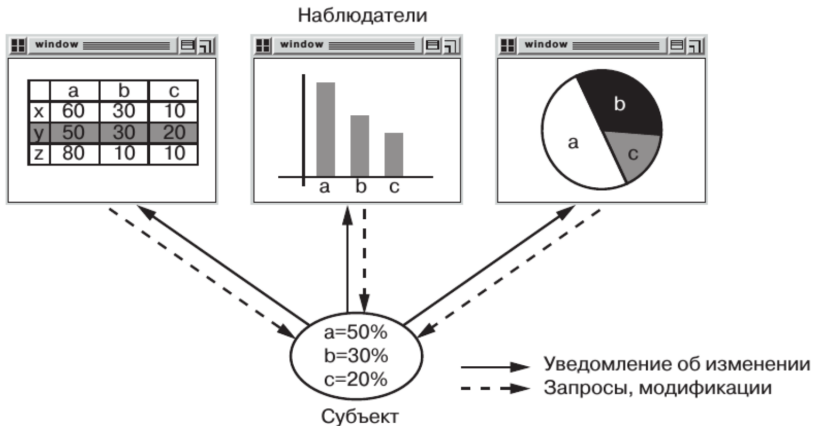 Наблюдатели
window
a b c
x 60 30 10
y 50 30 20
z 80 10 10
window
a b c
window
a
b
c
a=50%
b=30%
c=20%
Субъект
Уведомление об изменении
Запросы, модификации